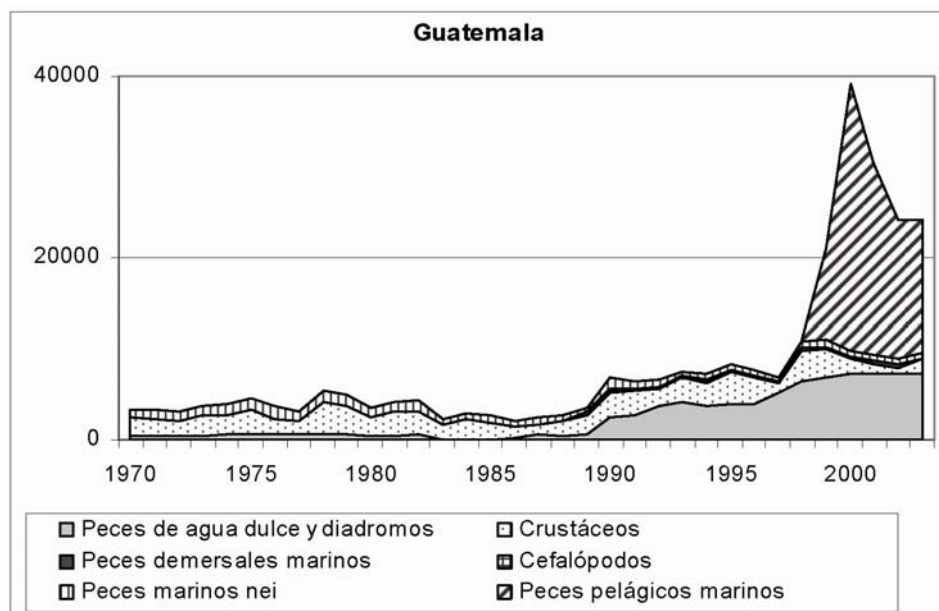 Guatemala
40000
20000
0
1970 1975 1980 1985 1990 1995 2000
Peces de agua dulce y diadromos Crustáceos
Peces demersales marinos Cefalópodos
Peces marinos nei Peces pelágicos marinos